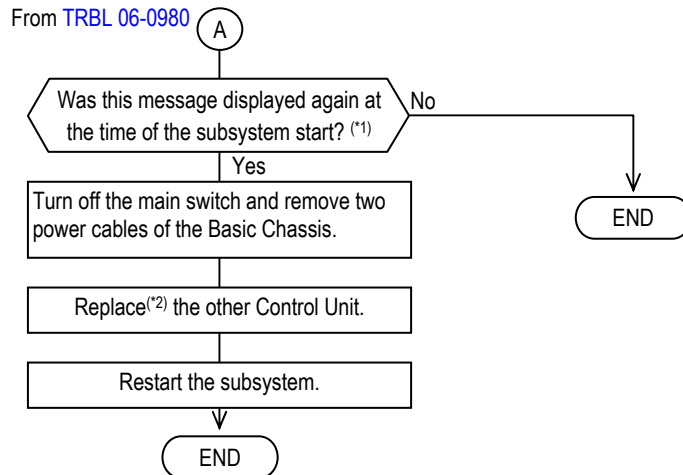 From TRBL 06-0980
A
Was this message displayed again at
the time of the subsystem start? (*1)
No
Yes
Turn off the main switch and remove two
power cables of the Basic Chassis.
END
Replace(*2) the other Control Unit.
Restart the subsystem.
END